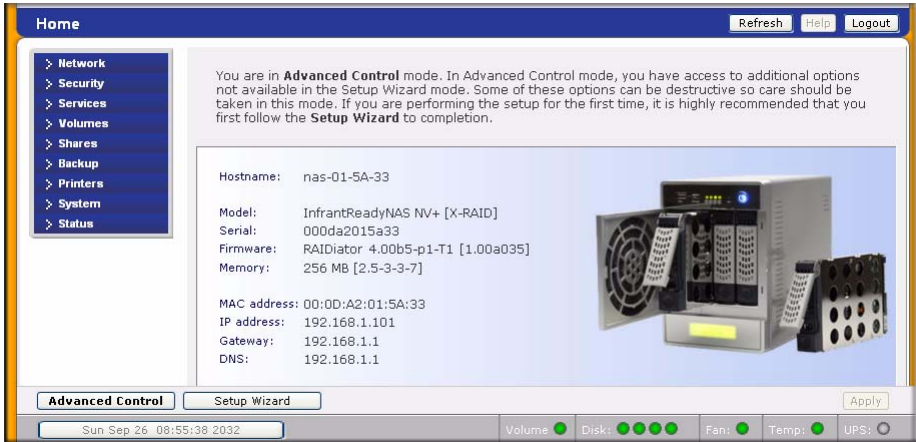 Home
Refresh Help Logout
Network
Security
Services
Volumes
Shares
Backup
Printers
System
Status
You are in Advanced Control mode. In Advanced Control mode, you have access to additional options
not available in the Setup Wizard mode. Some of these options can be destructive so care should be
taken in this mode. If you are performing the setup for the first time, it is highly recommended that you
first follow the Setup Wizard to completion.
Hostname: nas-01-5A-33
Model: InfrantReadyNAS NV+ [X-RAID]
Serial: 000da2015a33
Firmware: RAIDiator 4.00b5-p1-T1 [1.00a035]
Memory: 256 MB [2.5-3-3-7]
MAC address: 00:0D:A2:01:5A:33
IP address: 192.168.1.101
Gateway: 192.168.1.1
DNS: 192.168.1.1
Advanced Control Setup Wizard Apply
Sun Sep 26 08:55:38 2032 Volume Disk: Fan: Temp: UPS: